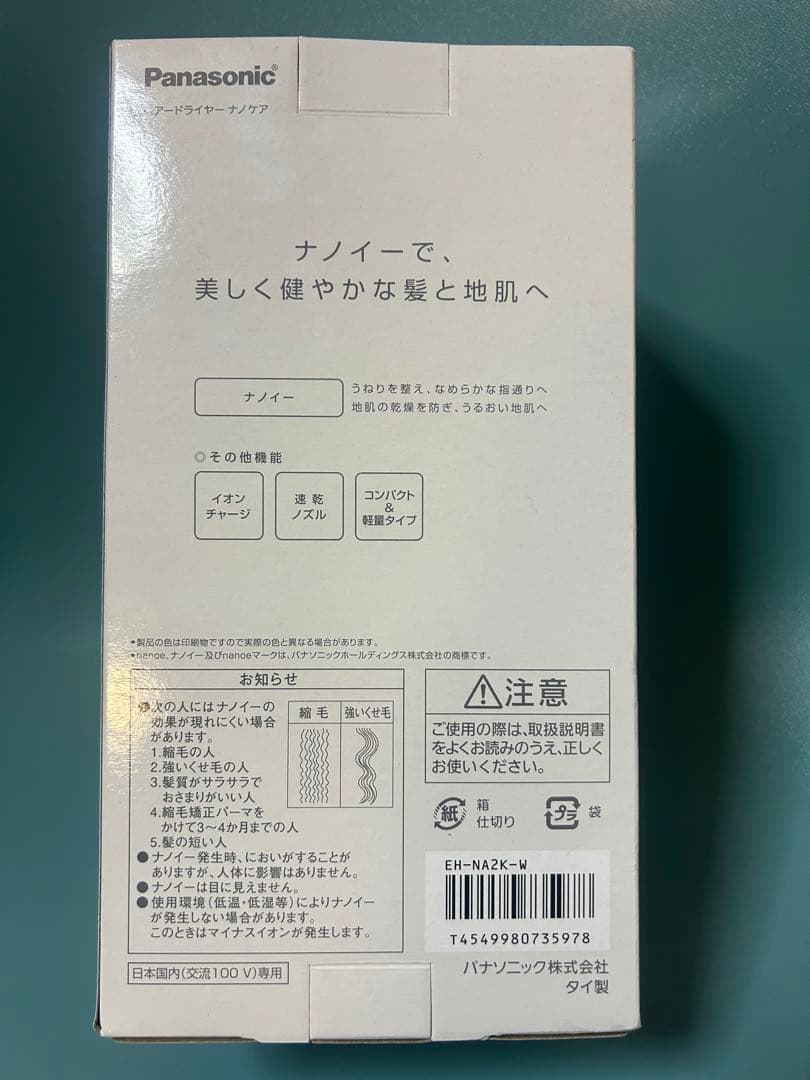 Panasonic®
アードライヤー ナノケア
ナノイーで、
美しく健やかな髪と地肌へ
ナノイー
うねりを整え、なめらかな指通りへ
地肌の乾燥を防ぎ、うるおい地肌へ
◎その他機能
イオン
チャージ
速乾
ノズル
コンパクト
&
軽量タイプ
•製品の色は印刷物ですので実際の色と異なる場合があります。
•nanoe、ナノイー及びnanoeマークは、パナソニックホールディングス株式会社の商標です。
お知らせ
●次の人にはナノイーの
効果が現れにくい場合
があります。
1.縮毛の人
2.強いくせ毛の人
3.髪質がサラサラで
おさまりがいい人
4.縮毛矯正パーマを
かけて3〜4か月までの人
5.髪の短い人
縮毛
強いくせ毛
●ナノイー発生時、においがすることが
ありますが、人体に影響はありません。
●ナノイーは目に見えません。
●使用環境(低温・低湿等)によりナノイー
が発生しない場合があります。
このときはマイナスイオンが発生します。
注意
ご使用の際は、取扱説明書
をよくお読みのうえ、正しく
お使いください。
紙
箱
仕切り
プラ
袋
EH-NA2K-W
T4549980735978
日本国内(交流100 V)専用
パナソニック株式会社
タイ製